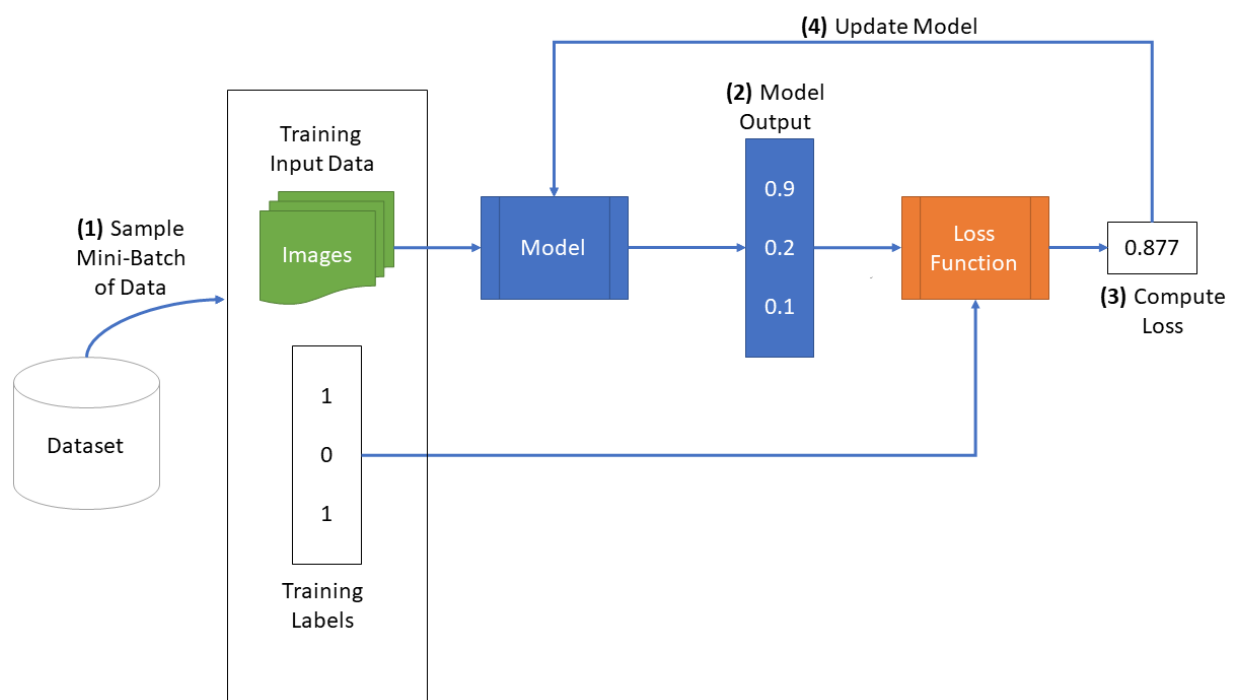 (4) Update Model
(2) Model
Output
Training
Input Data
0.9
(1) Sample
Mini-Batch
of Data
Images
Model
0.2
Loss
Function
0.877
0.1
(3) Compute
Loss
1
Dataset
0
1
Training
Labels